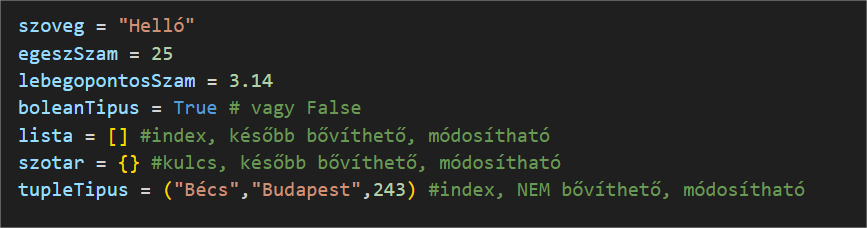 szoveg = "Helló"
egeszSzam = 25
lebegopontosSzam = 3.14
boleanTipus = True # vagy False
lista = [] #index, később bővíthető, módosítható
szotar = {} #kulcs, később bővíthető, módosítható
tupleTipus = ("Bécs","Budapest",243) #index, NEM bővíthető, módosítható